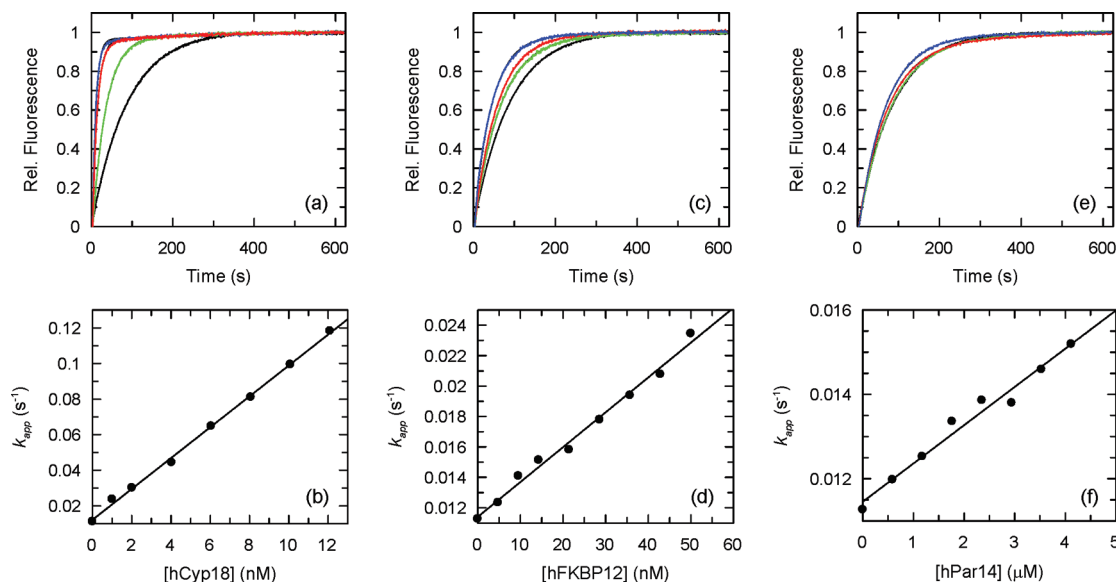 1
0.8
0.6
0.4
0.2
0
Rel. Fluorescence
(a)
0 200 400 600
Time (s)
1
0.8
0.6
0.4
0.2
0
Rel. Fluorescence
(c)
0 200 400 600
Time (s)
1
0.8
0.6
0.4
0.2
0
Rel. Fluorescence
(e)
0 200 400 600
Time (s)
0.12
0.1
0.08
0.06
0.04
0.02
k_app (s⁻¹)
(b)
0 2 4 6 8 10 12
[hCyp18] (nM)
0.024
0.022
0.02
0.018
0.016
0.014
0.012
k_app (s⁻¹)
(d)
0 10 20 30 40 50 60
[hFKBP12] (nM)
0.016
0.014
0.012
k_app (s⁻¹)
(f)
0 1 2 3 4 5
[hPar14] (μM)